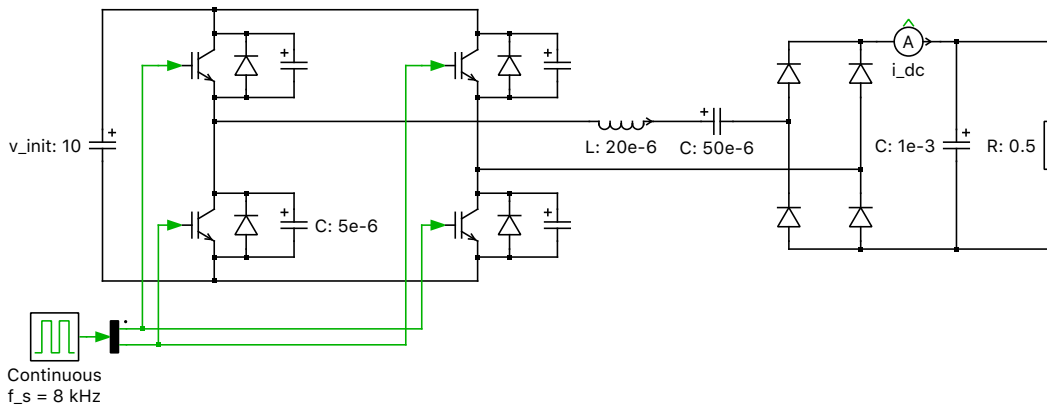 A
i_dc
v_init: 10
L: 20e-6
C: 50e-6
C: 1e-3
R: 0.5
C: 5e-6
Continuous
f_s = 8 kHz